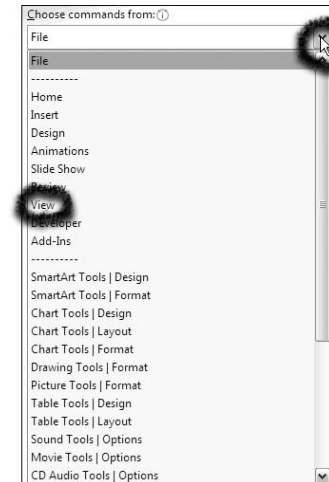 Choose commands from:
File
File
----------
Home
Insert
Design
Animations
Slide Show
Review
View
Developer
Add-Ins
----------
SmartArt Tools | Design
SmartArt Tools | Format
Chart Tools | Design
Chart Tools | Layout
Chart Tools | Format
Drawing Tools | Format
Picture Tools | Format
Table Tools | Design
Table Tools | Layout
Sound Tools | Options
Movie Tools | Options
CD Audio Tools | Options